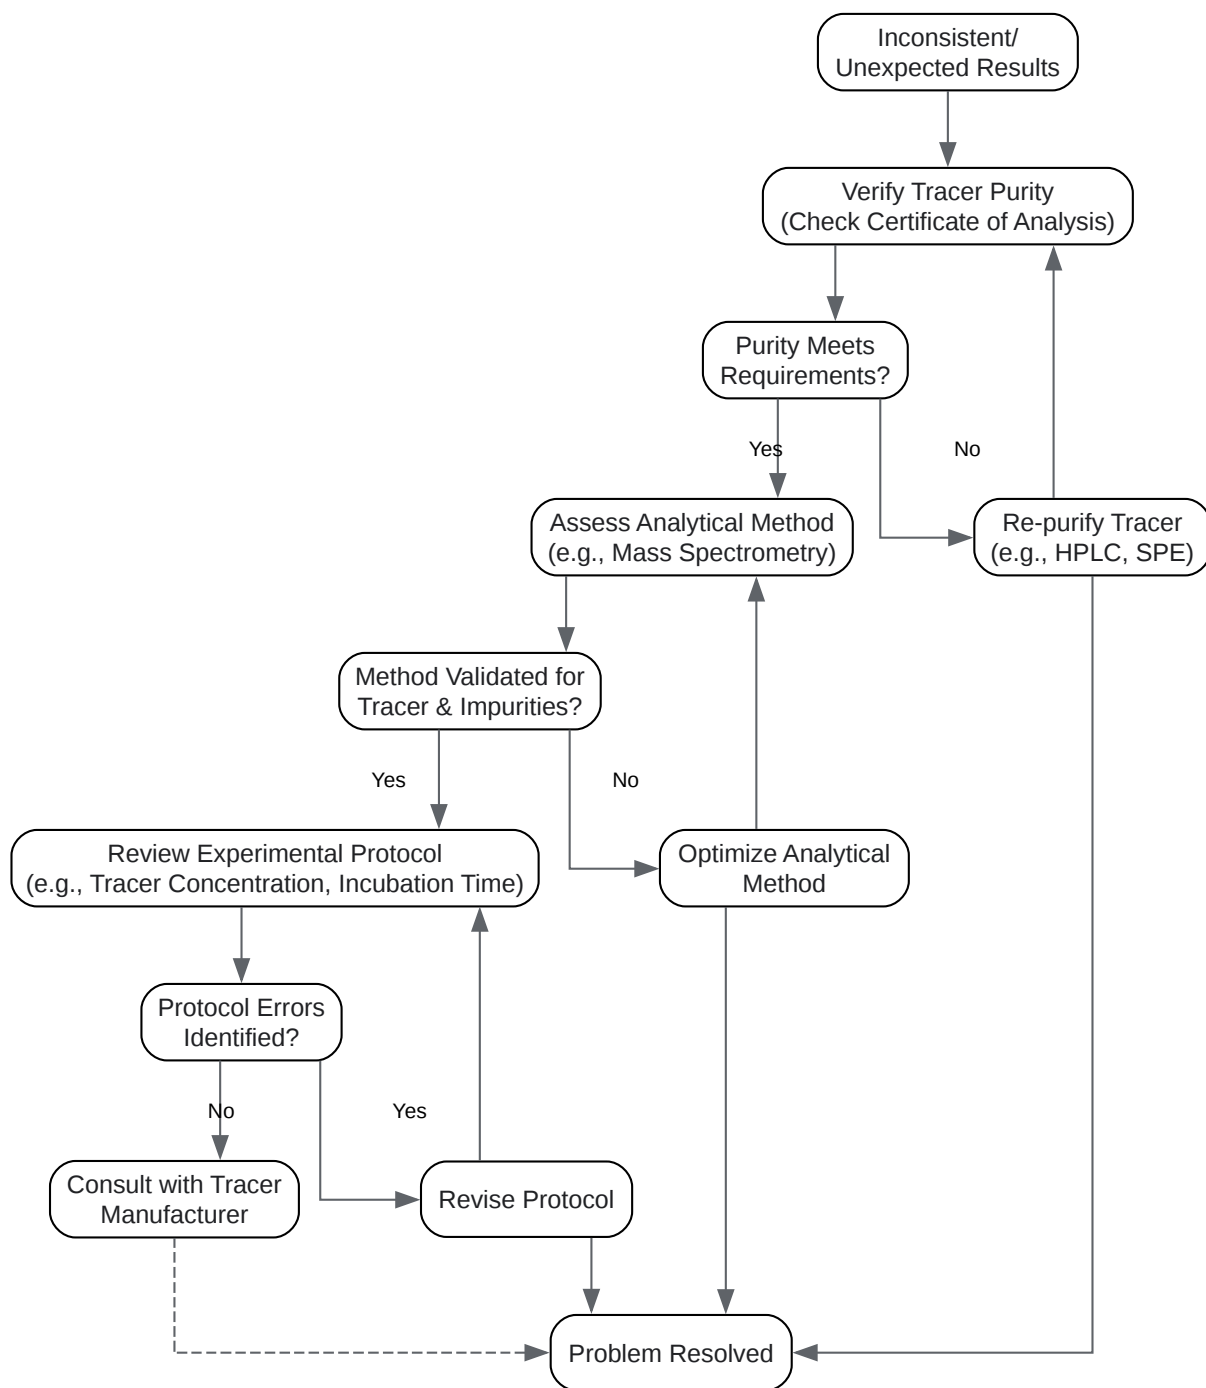 Inconsistent/
Unexpected Results
Verify Tracer Purity
(Check Certificate of Analysis)
Purity Meets
Requirements?
Yes
No
Assess Analytical Method
(e.g., Mass Spectrometry)
Re-purify Tracer
(e.g., HPLC, SPE)
Method Validated for
Tracer & Impurities?
Yes
No
Review Experimental Protocol
(e.g., Tracer Concentration, Incubation Time)
Optimize Analytical
Method
Protocol Errors
Identified?
No
Yes
Consult with Tracer
Manufacturer
Revise Protocol
Problem Resolved